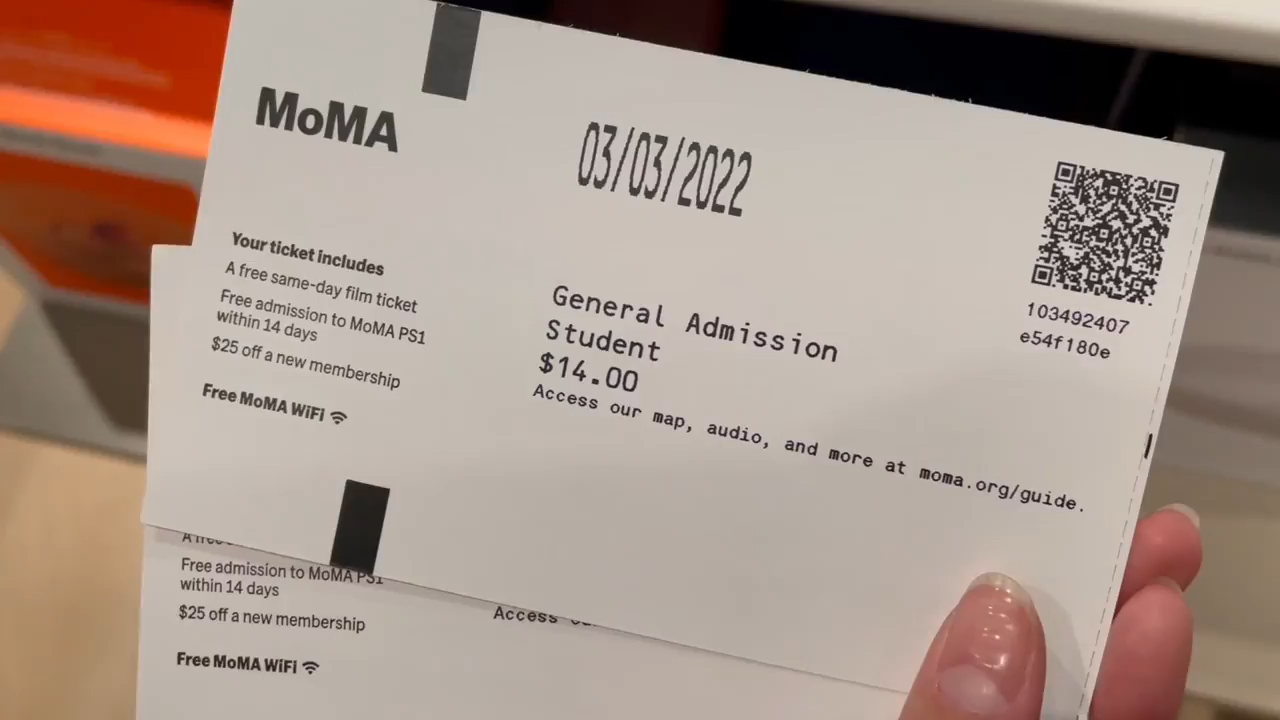 MoMA
03/03/2022
Your ticket includes
A free same-day film ticket
Free admission to MoMA PS1
within 14 days
$25 off a new membership
Free MoMA WiFi
General Admission
Student
$14.00
Access our map, audio, and more at moma.org/guide.
103492407
e54f180e
Free admission to MoMA PS1
within 14 days
$25 off a new membership
Free MoMA WiFi
Access